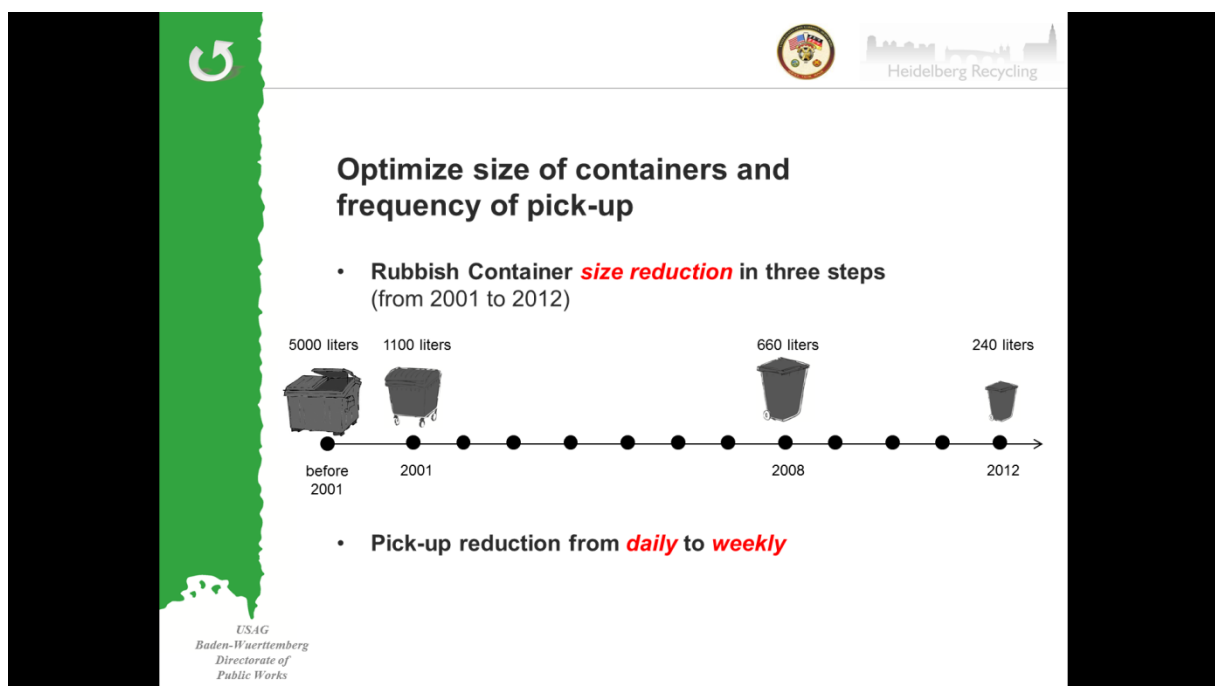 Heidelberg Recycling
Optimize size of containers and
frequency of pick-up
• Rubbish Container size reduction in three steps
(from 2001 to 2012)
5000 liters 1100 liters 660 liters 240 liters
before 2001 2008 2012
2001
• Pick-up reduction from daily to weekly
USAG
Baden-Wuerttemberg
Directorate of
Public Works